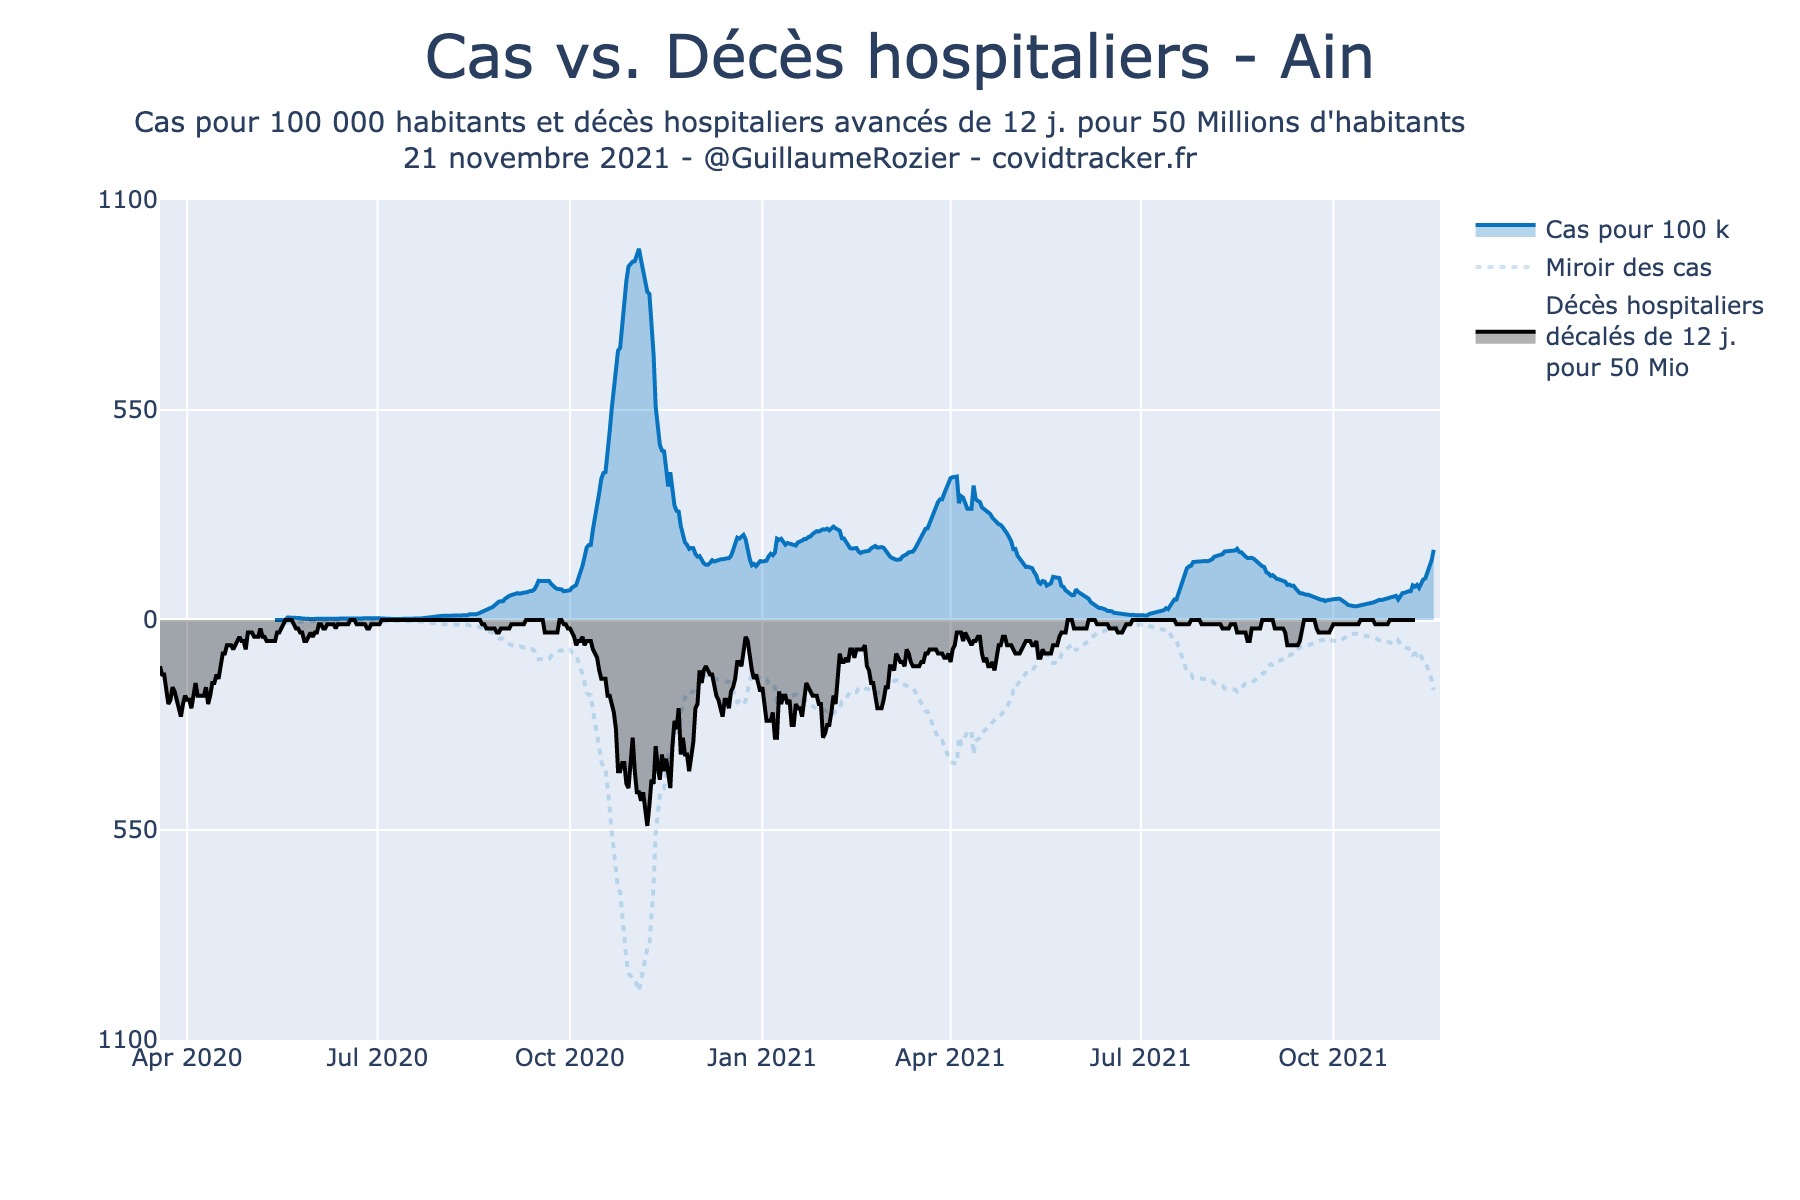 Cas vs. Décès hospitaliers - Ain
Cas pour 100 000 habitants et décès hospitaliers avancés de 12 j. pour 50 Millions d'habitants
21 novembre 2021 - @GuillaumeRozier - covidtracker.fr
1100
550
0
550
1100
Apr 2020
Jul 2020
Oct 2020
Jan 2021
Apr 2021
Jul 2021
Oct 2021
Cas pour 100 k
Miroir des cas
Décès hospitaliers
décalés de 12 j.
pour 50 Mio